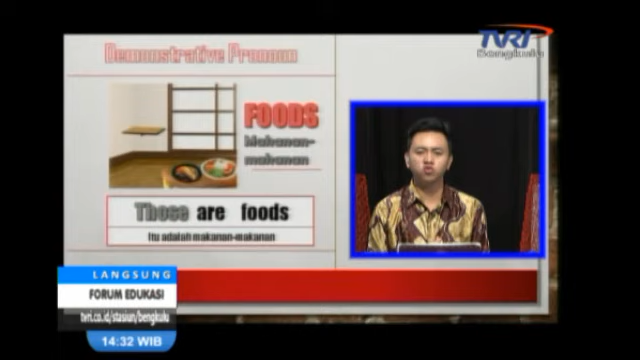 Demonstrative Pronoun
TVRI
Bengkulu
FOODS
Makanan-
makanan
Those are foods
Itu adalah makanan-makanan
LANGSUNG
FORUM EDUKASI
tvri.co.id/stasiun/bengkulu
14:32 WIB